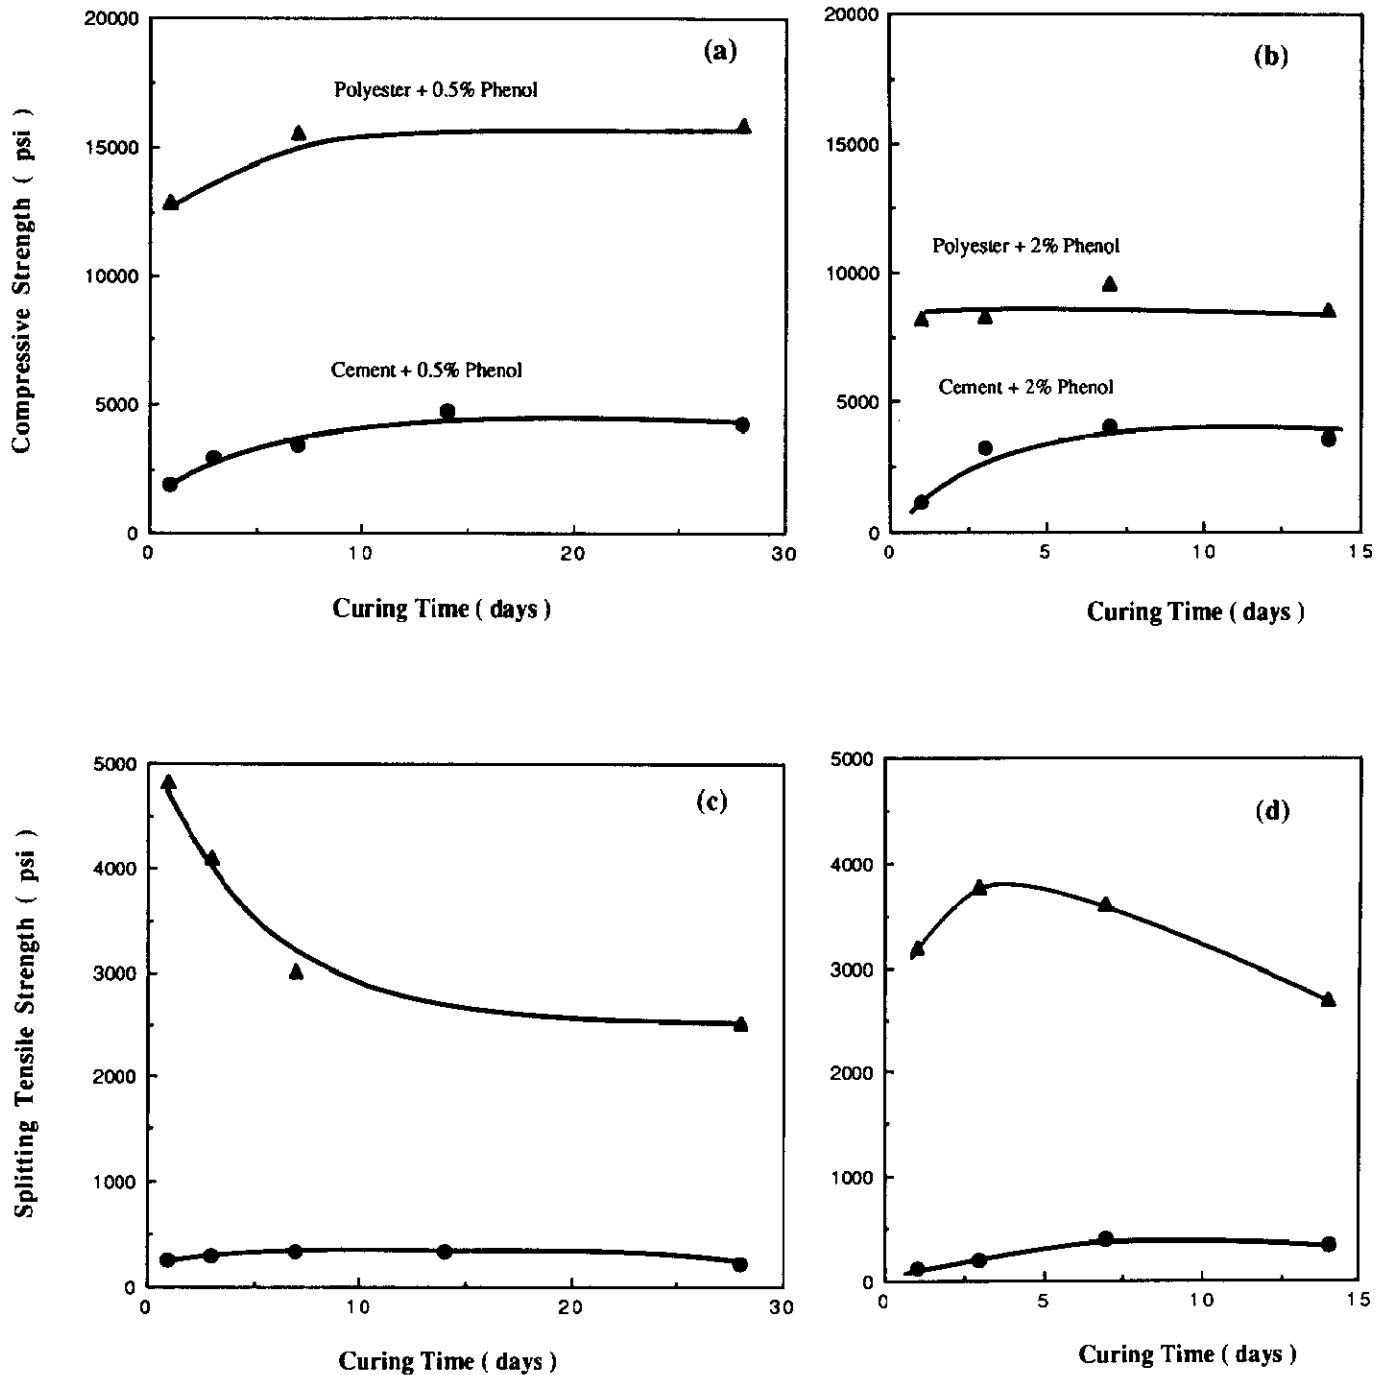 20000
15000
10000
5000
0
0
10
20
30
Compressive Strength ( psi )
Curing Time ( days )
(a)
Polyester + 0.5% Phenol
Cement + 0.5% Phenol
20000
15000
10000
5000
0
0
5
10
15
Curing Time ( days )
(b)
Polyester + 2% Phenol
Cement + 2% Phenol
5000
4000
3000
2000
1000
0
0
10
20
30
Splitting Tensile Strength ( psi )
Curing Time ( days )
(c)
5000
4000
3000
2000
1000
0
0
5
10
15
Curing Time ( days )
(d)